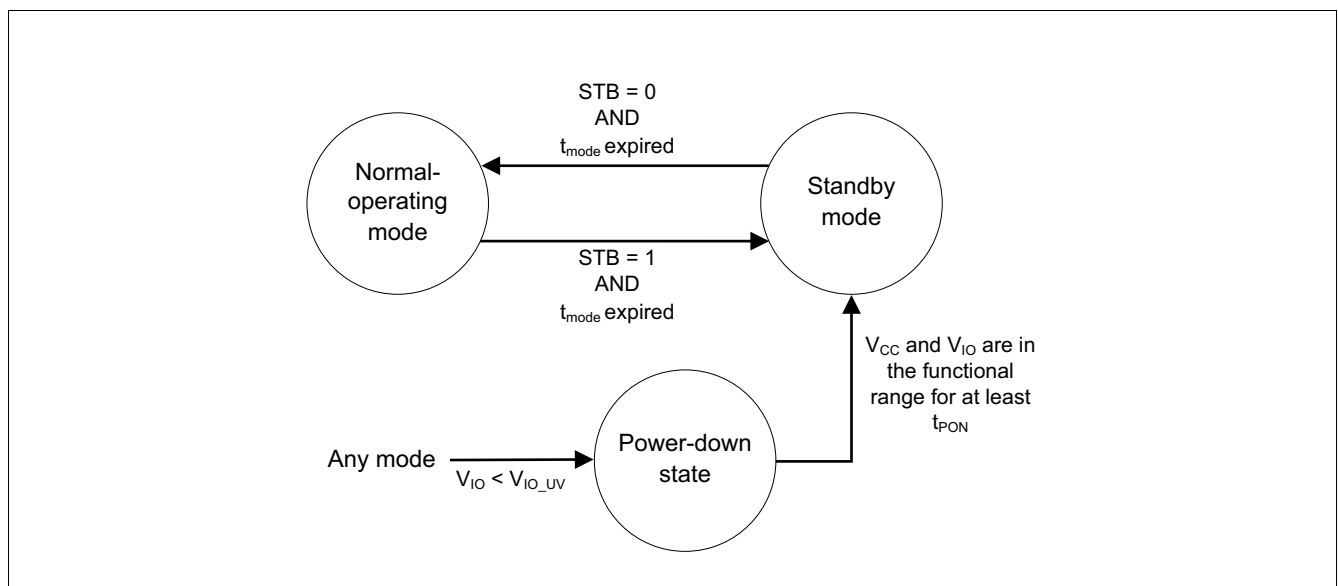 STB = 0
AND
tmode expired
Normal-
operating
mode
Standby
mode
STB = 1
AND
tmode expired
VCC and VIO are in
the functional
range for at least
tPON
Power-down
state
Any mode
VIO < VIO_UV